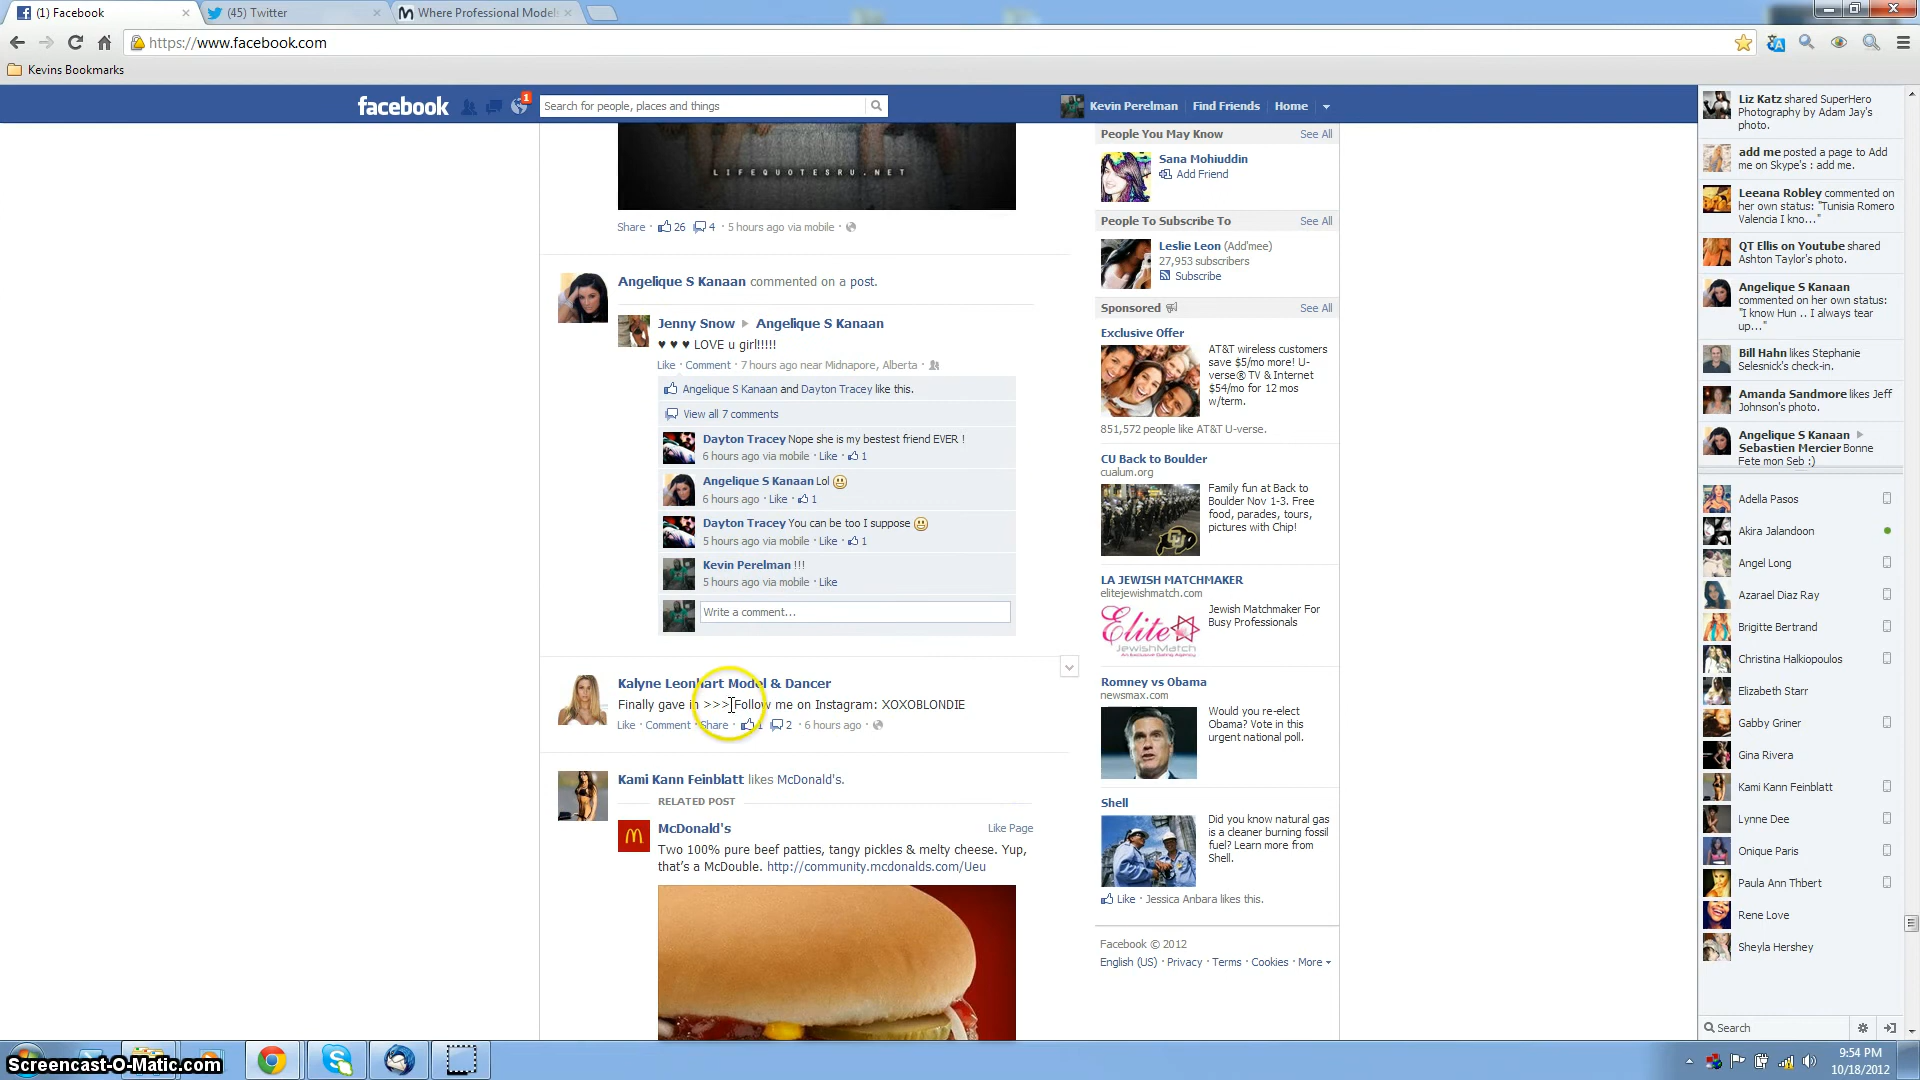 (1) Facebook
(45) Twitter
Where Professional Models
https://www.facebook.com
Kevins Bookmarks
facebook
1
Search for people, places and things
Kevin Perelman
Find Friends
Home
LIFEQUOTESRU.NET
Share · 26 4 · 5 hours ago via mobile ·
Angelique S Kanaan commented on a post.
Jenny Snow Angelique S Kanaan
♥ ♥ ♥ LOVE u girl!!!!!
Like · Comment · 7 hours ago near Midnapore, Alberta ·
Angelique S Kanaan and Dayton Tracey like this.
View all 7 comments
Dayton Tracey Nope she is my bestest friend EVER !
6 hours ago via mobile · Like · 1
Angelique S Kanaan Lol
6 hours ago · Like · 1
Dayton Tracey You can be too I suppose
5 hours ago via mobile · Like · 1
Kevin Perelman !!!
5 hours ago via mobile · Like
Write a comment...
Kalyne Leonhart Model & Dancer
Finally gave in >>> Follow me on Instagram: XOXOBLONDIE
Like · Comment · Share · 1 2 · 6 hours ago ·
Kami Kann Feinblatt likes McDonald's.
RELATED POST
McDonald's
Like Page
Two 100% pure beef patties, tangy pickles & melty cheese. Yup,
that's a McDouble. http://community.mcdonalds.com/Ueu
People You May Know
See All
Sana Mohiuddin
Add Friend
People To Subscribe To
See All
Leslie Leon (Add'mee)
27,953 subscribers
Subscribe
Sponsored
See All
Exclusive Offer
AT&T wireless customers
save $5/mo more! U-
verse® TV & Internet
$54/mo for 12 mos
w/term.
851,572 people like AT&T U-verse.
CU Back to Boulder
cualum.org
Family fun at Back to
Boulder Nov 1-3. Free
food, parades, tours,
pictures with Chip!
LA JEWISH MATCHMAKER
elitejewishmatch.com
Elite
JewishMatch
Jewish Matchmaker For
Busy Professionals
Romney vs Obama
newsmax.com
Would you re-elect
Obama? Vote in this
urgent national poll.
Shell
Did you know natural gas
is a cleaner burning fossil
fuel? Learn more from
Shell.
Like · Jessica Anbara likes this.
Facebook © 2012
English (US) · Privacy · Terms · Cookies · More
Liz Katz shared SuperHero
Photography by Adam Jay's
photo.
add me posted a page to Add
me on Skype's : add me.
Leeana Robley commented on
her own status: "Tunisia Romero
Valencia I kno..."
QT Ellis on Youtube shared
Ashton Taylor's photo.
Angelique S Kanaan
commented on her own status:
"I know Hun .. I always tear
up..."
Bill Hahn likes Stephanie
Selesnick's check-in.
Amanda Sandmore likes Jeff
Johnson's photo.
Angelique S Kanaan
Sebastien Mercier Bonne
Fete mon Seb :)
Adella Pasos
Akira Jalandoon
Angel Long
Azarael Diaz Ray
Brigitte Bertrand
Christina Halkiopoulos
Elizabeth Starr
Gabby Griner
Gina Rivera
Kami Kann Feinblatt
Lynne Dee
Onique Paris
Paula Ann Thbert
Rene Love
Sheyla Hershey
Search
Screencast-O-Matic.com
9:54 PM
10/18/2012